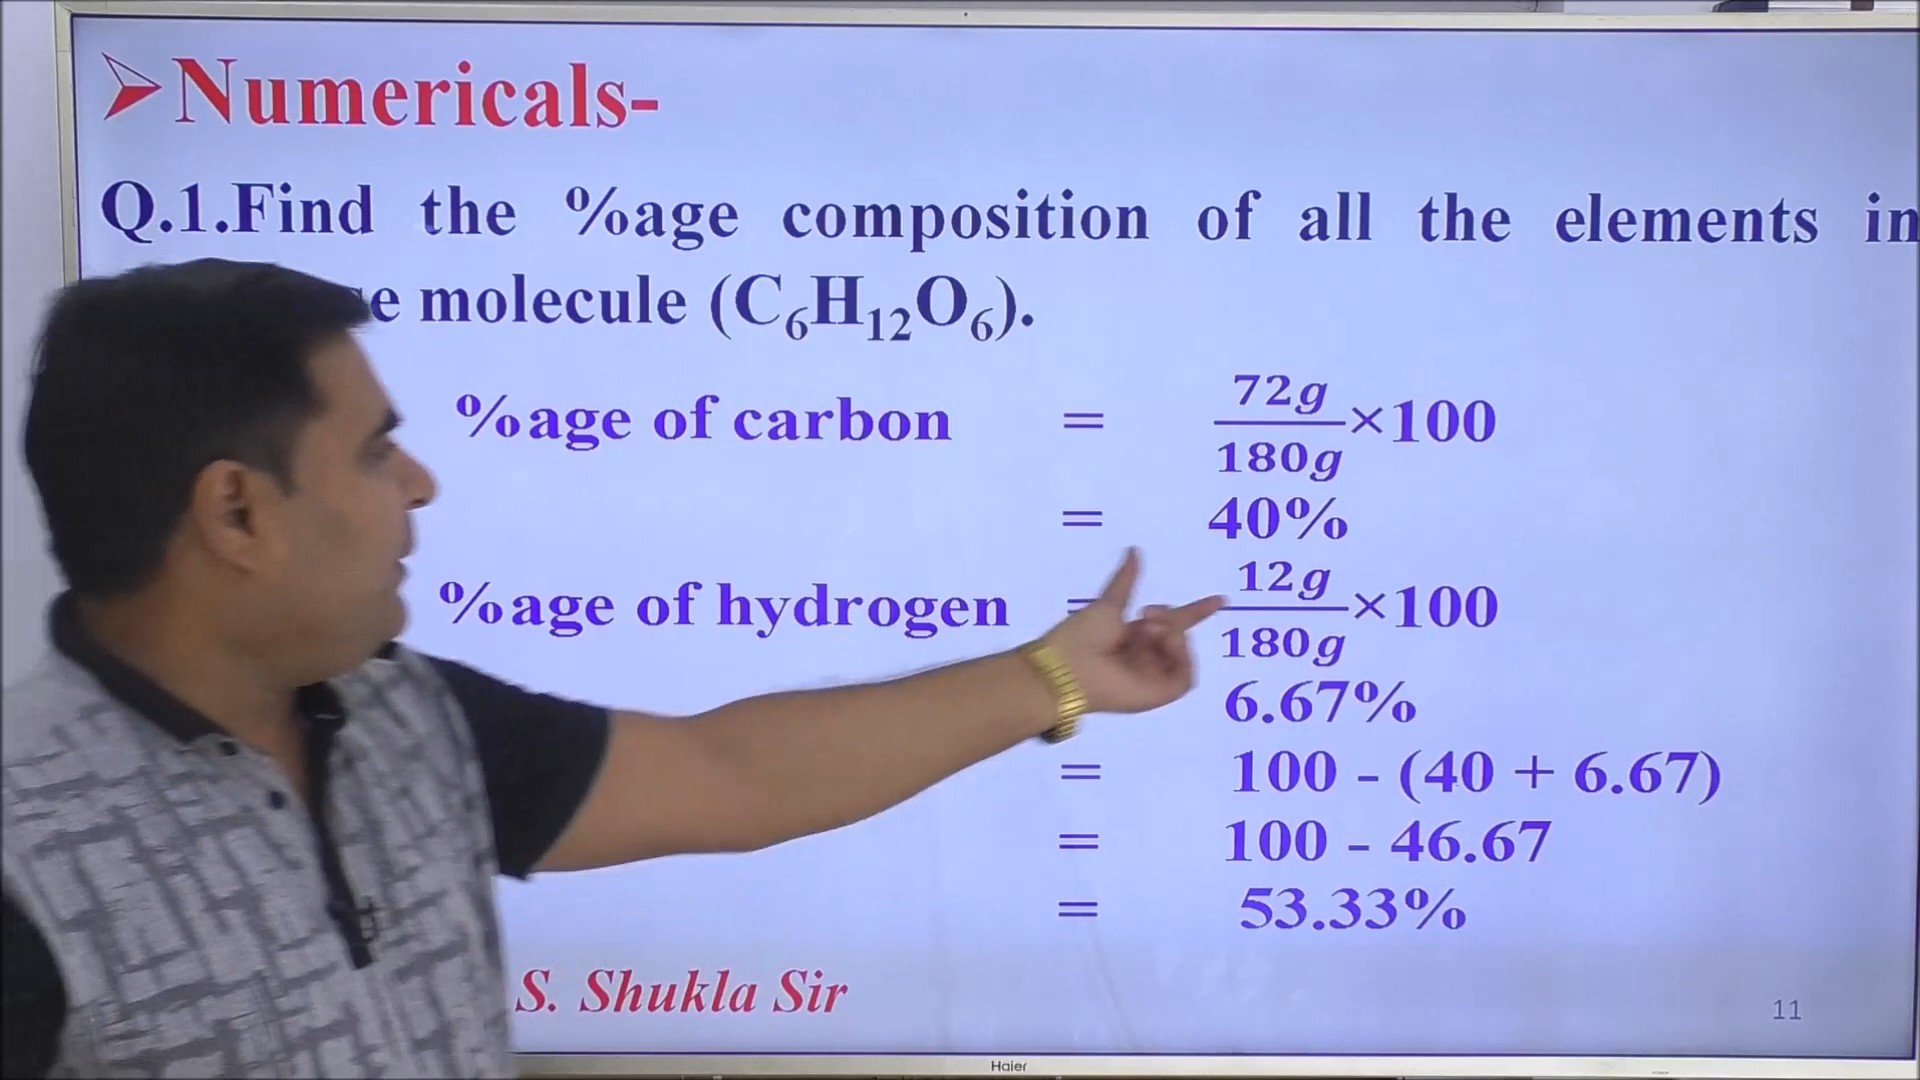 Numericals-
Q.1.Find the %age composition of all the elements in
molecule (C₆H₁₂O₆).
%age of carbon = 72g/180g ×100
= 40%
%age of hydrogen = 12g/180g ×100
6.67%
= 100 - (40 + 6.67)
= 100 - 46.67
= 53.33%
S. Shukla Sir
11
Haier